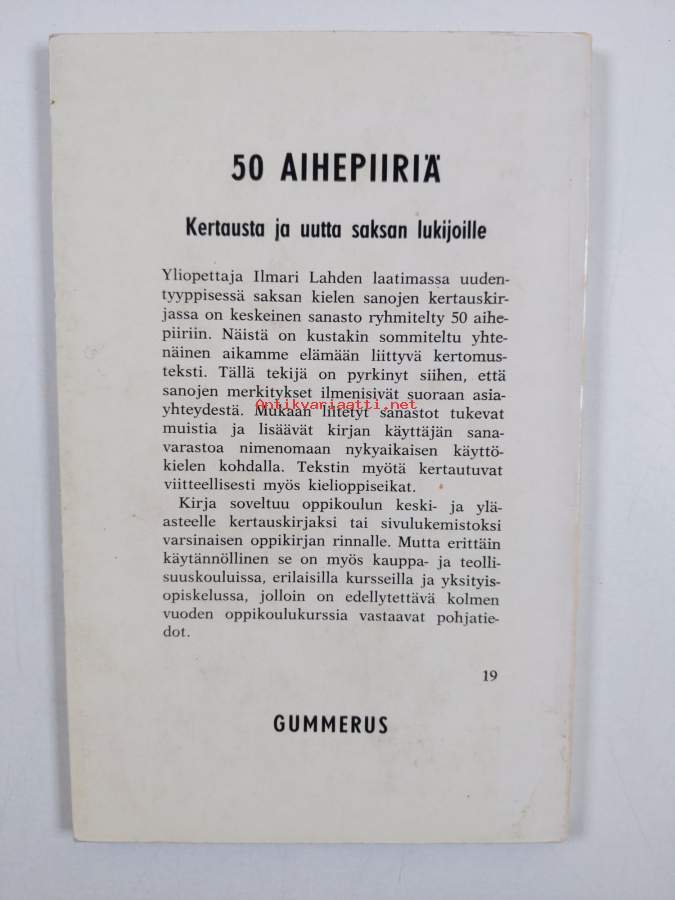 50 AIHEPIIRIÄ
Kertausta ja uutta saksan lukijoille
Yliopettaja Ilmari Lahden laatimassa uuden-
tyyppisessä saksan kielen sanojen kertauskir-
jassa on keskeinen sanasto ryhmitelty 50 aihe-
piiriin. Näistä on kustakin sommiteltu yhte-
näinen aikamme elämään liittyvä kertomus-
teksti. Tällä tekijä on pyrkinyt siihen, että
sanojen merkitykset ilmenisivät suoraan asia-
yhteydestä. Mukaan liitetyt sanastot tukevat
Antikvariaatti.net
muistia ja lisäävät kirjan käyttäjän sana-
varastoa nimenomaan nykyaikaisen käyttö-
kielen kohdalla. Tekstin myötä kertautuvat
viitteellisesti myös kielioppiseikat.
Kirja soveltuu oppikoulun keski- ja ylä-
asteelle kertauskirjaksi tai sivulukemistoksi
varsinaisen oppikirjan rinnalle. Mutta erittäin
käytännöllinen se on myös kauppa- ja teolli-
suuskouluissa, erilaisilla kursseilla ja yksityis-
opiskelussa, jolloin on edellytettävä kolmen
vuoden oppikoulukurssia vastaavat pohjatie-
dot.
19
GUMMERUS